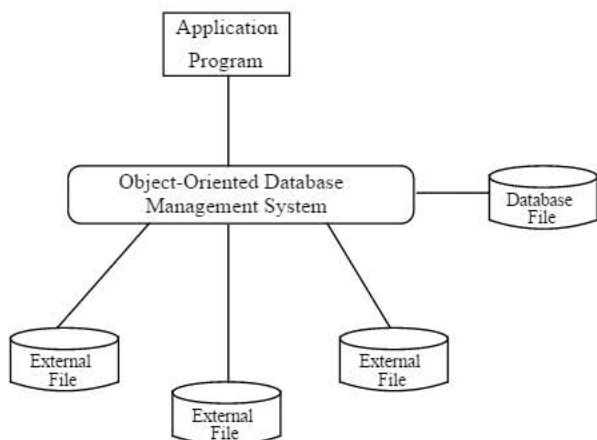 Application
Program
Object-Oriented Database
Management System
Database
File
External
File
External
File
External
File